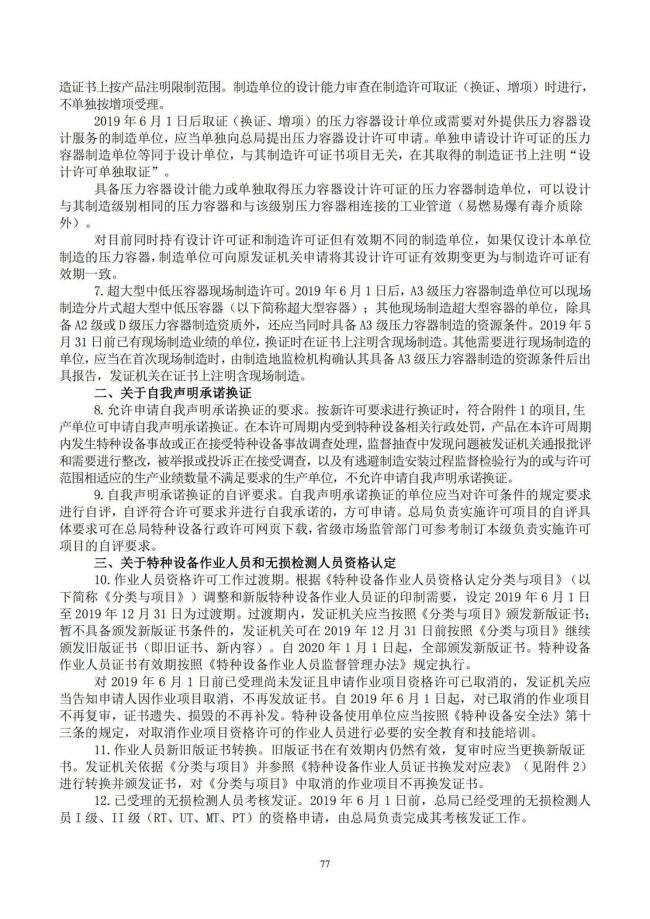 造证书上按产品注明限制范围。制造单位的设计能力审查在制造许可取证（换证、增项）时进行，
不单独按增项受理。
2019 年 6 月 1 日后取证（换证、增项）的压力容器设计单位或需要对外提供压力容器设
计服务的制造单位，应当单独向总局提出压力容器设计许可申请。单独申请设计许可证的压力
容器制造单位等同于设计单位，与其制造许可证书项目无关，在其取得的制造证书上注明“设
计许可单独取证”。
具备压力容器设计能力或单独取得压力容器设计许可证的压力容器制造单位，可以设计
与其制造级别相同的压力容器和与该级别压力容器相连接的工业管道（易燃易爆有毒介质除
外）。
对目前同时持有设计许可证和制造许可证但有效期不同的制造单位，如果仅设计本单位
制造的压力容器，制造单位可向原发证机关申请将其设计许可证有效期变更为与制造许可证有
效期一致。
7. 超大型中低压容器现场制造许可。2019 年 6 月 1 日后，A3 级压力容器制造单位可以现场
制造分片式超大型中低压容器（以下简称超大型容器）；其他现场制造超大型容器的单位，除具
备 A2 级或 D 级压力容器制造资质外，还应当同时具备 A3 级压力容器制造的资源条件。2019 年 5
月 31 日前已有现场制造业绩的单位，换证时在证书上注明含现场制造。其他需要进行现场制造的
单位，应当在首次现场制造时，由制造地监检机构确认其具备 A3 级压力容器制造的资源条件后出
具报告，发证机关在证书上注明含现场制造。
二、关于自我声明承诺换证
8. 允许申请自我声明承诺换证的要求。按新许可要求进行换证时，符合附件 1 的项目,生
产单位可申请自我声明承诺换证。在本许可周期内受到特种设备相关行政处罚，产品在本许可周期
内发生特种设备事故或正在接受特种设备事故调查处理，监督抽查中发现问题被发证机关通报批评
和需要进行整改，被举报或投诉正在接受调查，以及有逃避制造安装过程监督检验行为的或与许可
范围相适应的生产业绩数量不满足要求的生产单位，不允许申请自我声明承诺换证。
9. 自我声明承诺换证的自评要求。自我声明承诺换证的单位应当对许可条件的规定要求
进行自评，自评符合许可要求并进行自我承诺的，方可申请。总局负责实施许可项目的自评具
体要求可在总局特种设备行政许可网页下载，省级市场监管部门可参考制订本级负责实施许可
项目的自评要求。
三、关于特种设备作业人员和无损检测人员资格认定
10. 作业人员资格许可工作过渡期。根据《特种设备作业人员资格认定分类与项目》（以
下简称《分类与项目》）调整和新版特种设备作业人员证的印制需要，设定 2019 年 6 月 1 日
至 2019 年 12 月 31 日为过渡期。过渡期内，发证机关应当按照《分类与项目》颁发新版证书；
暂不具备颁发新版证书条件的，发证机关可在 2019 年 12 月 31 日前按照《分类与项目》继续
颁发旧版证书（即旧证书、新内容）。自 2020 年 1 月 1 日起，全部颁发新版证书。特种设备
作业人员证书有效期按照《特种设备作业人员监督管理办法》规定执行。
对 2019 年 6 月 1 日前已受理尚未发证且申请作业项目资格许可已取消的，发证机关应
当告知申请人因作业项目取消，不再发放证书。自 2019 年 6 月 1 日起，对已取消的作业项目
不再复审，证书遗失、损毁的不再补发。特种设备使用单位应当按照《特种设备安全法》第十
三条的规定，对取消作业项目资格许可的作业人员进行必要的安全教育和技能培训。
11. 作业人员新旧版证书转换。旧版证书在有效期内仍然有效，复审时应当更换新版证
书。发证机关依据《分类与项目》并参照《特种设备作业人员证书换发对应表》（见附件 2）
进行转换并颁发证书，对《分类与项目》中取消的作业项目不再换发证书。
12. 已受理的无损检测人员考核发证。2019 年 6 月 1 日前，总局已经受理的无损检测人
员 I 级、II 级（RT、UT、MT、PT）的资格申请，由总局负责完成其考核发证工作。
77